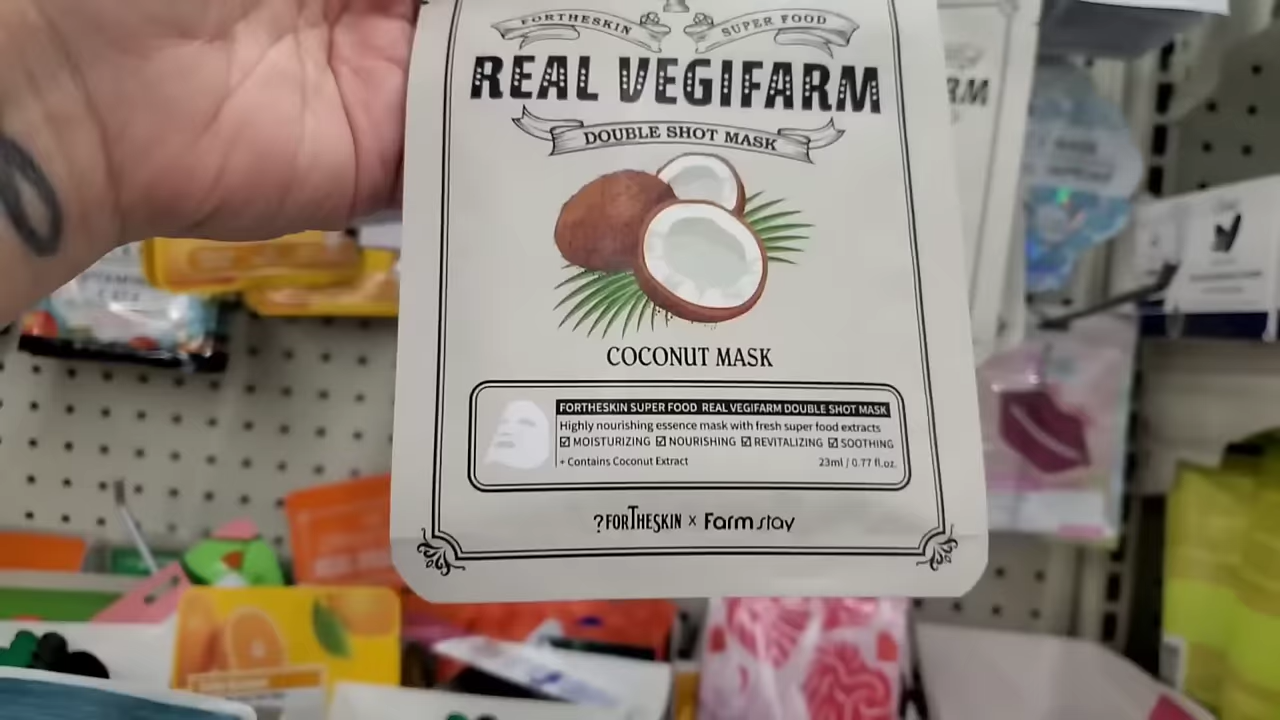 FORTHESKIN SUPER FOOD
REAL VEGIFARM
DOUBLE SHOT MASK
COCONUT MASK
FORTHESKIN SUPER FOOD REAL VEGIFARM DOUBLE SHOT MASK
Highly nourishing essence mask with fresh super food extracts
☑ MOISTURIZING ☑ NOURISHING ☑ REVITALIZING ☑ SOOTHING
+ Contains Coconut Extract 23ml / 0.77 fl.oz.
?FORTHESKIN x Farmstay
RM